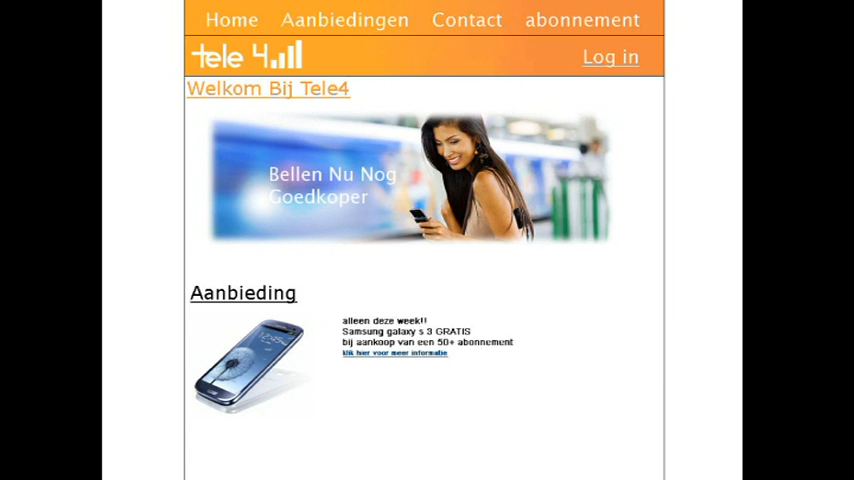 Home Aanbiedingen Contact abonnement
tele 4
Log in
Welkom Bij Tele4
Bellen Nu Nog
Goedkoper
Aanbieding
alleen deze week!!
Samsung galaxy s 3 GRATIS
bij aankoop van een 50+ abonnement
klik hier voor meer informatie